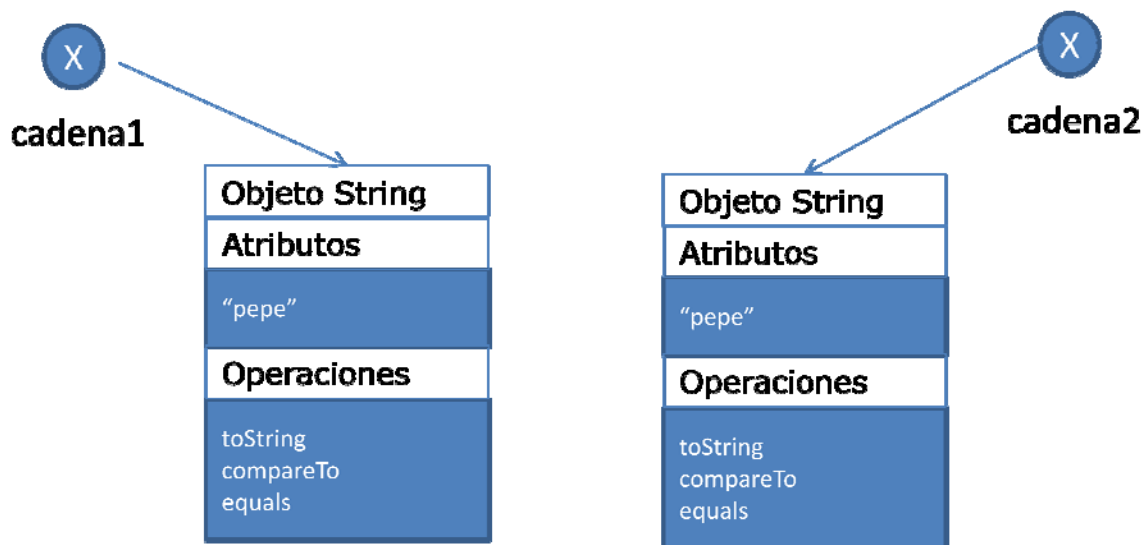 X
cadena1
Objeto String
Atributos
“pepe”
Operaciones
toString
compareTo
equals
X
cadena2
Objeto String
Atributos
“pepe”
Operaciones
toString
compareTo
equals